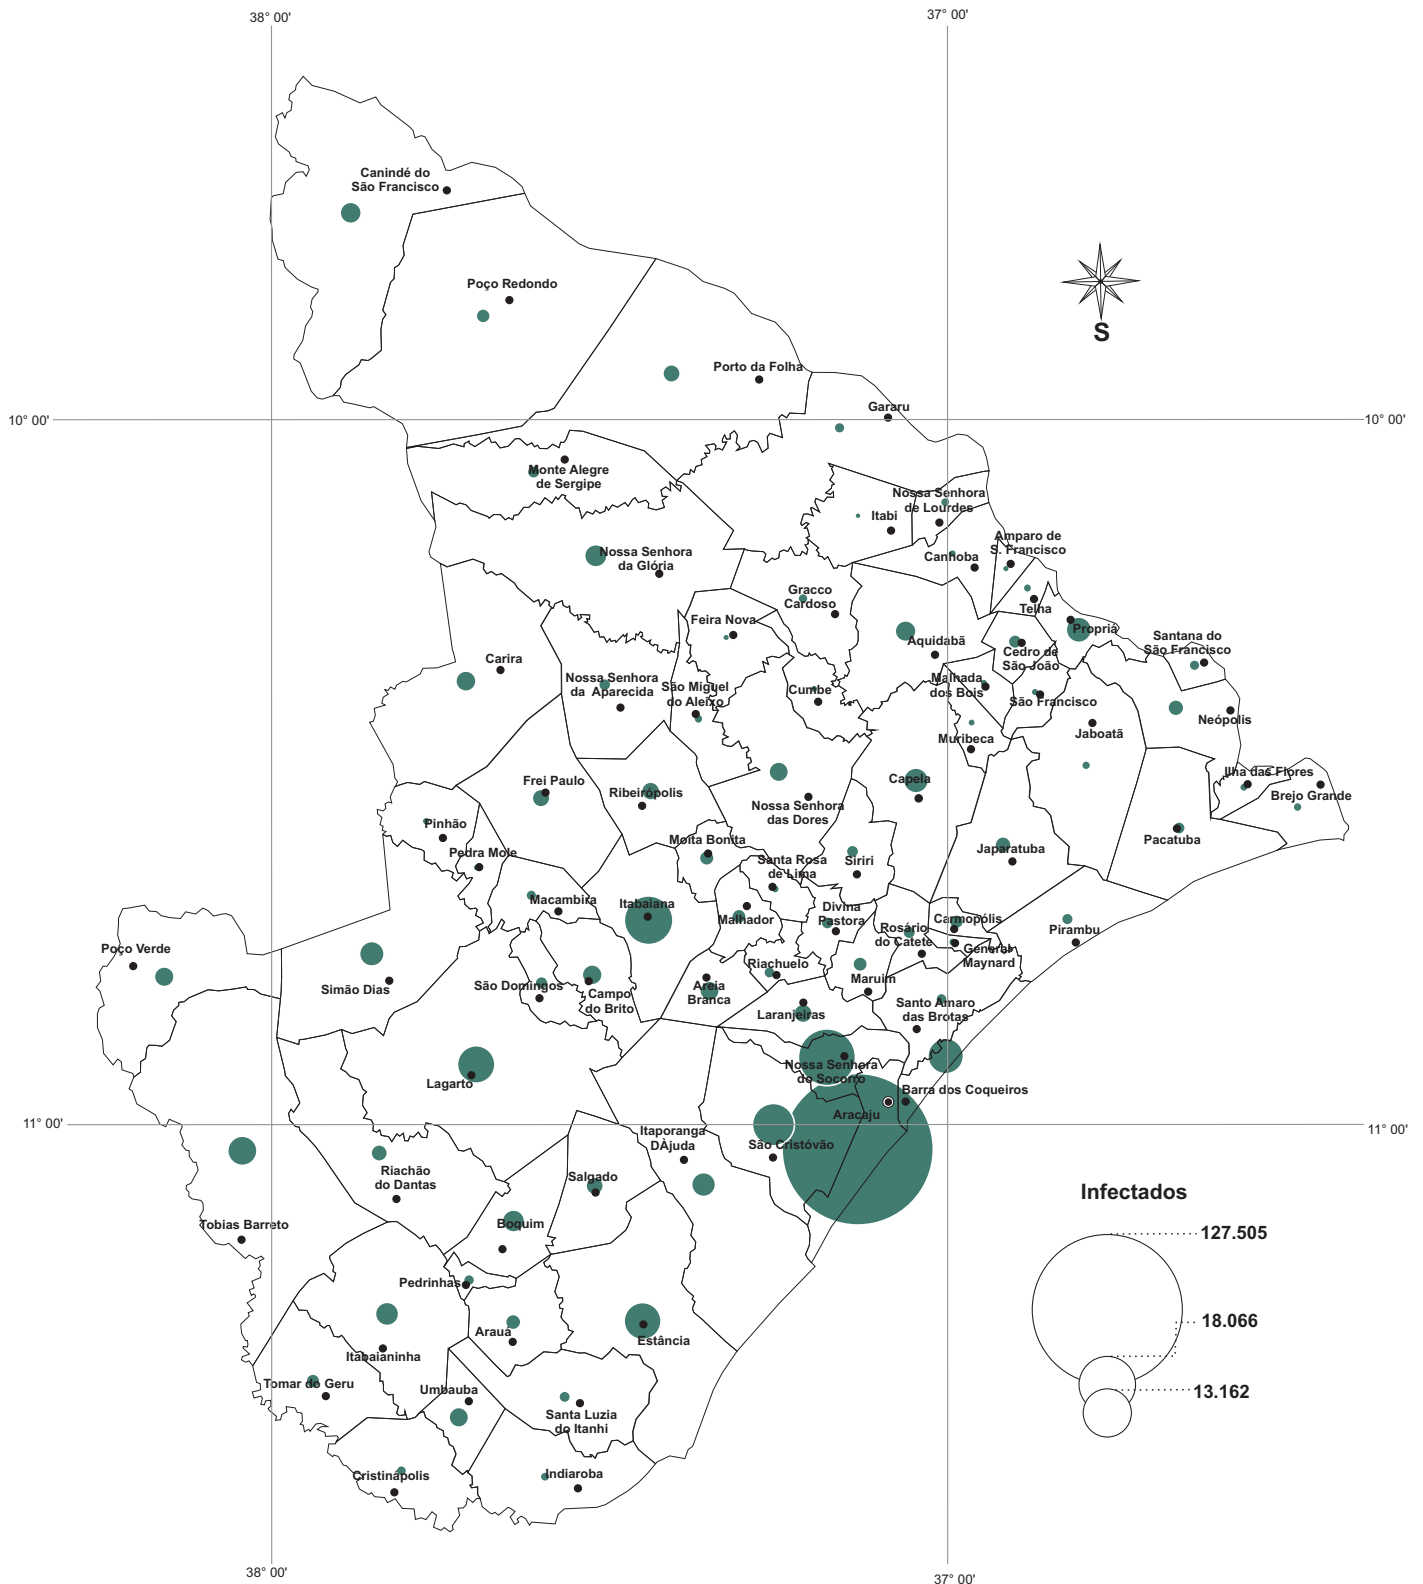 38° 00'
37° 00'
Canindé do
São Francisco
Poço Redondo
S
Porto da Folha
Gararu
10° 00'
10° 00'
Monte Alegre
de Sergipe
Nossa Senhora
de Lourdes
Itabi
Nossa Senhora
da Glória
Canhoba
Amparo de
S. Francisco
Gracco
Cardoso
Telha
Feira Nova
Propriá
Aquidabã
Cedro de
São João
Santana do
São Francisco
Carira
Nossa Senhora
da Aparecida
São Miguel
do Aleixo
Cumbe
Malhada
dos Bois
São Francisco
Neópolis
Muribeca
Jaboatã
Frei Paulo
Ribeirópolis
Capela
Ilha das Flores
Brejo Grande
Nossa Senhora
das Dores
Pinhão
Pedra Mole
Moita Bonita
Santa Rosa
de Lima
Siriri
Japaratuba
Pacatuba
Macambira
Itabaiana
Malhador
Divina
Pastora
Rosário
do Catete
Carmopólis
General
Maynard
Pirambu
Poço Verde
Simão Dias
São Domingos
Campo
do Brito
Areia
Branca
Riachuelo
Maruim
Laranjeiras
Santo Amaro
das Brotas
Lagarto
Nossa Senhora
do Socorro
Barra dos Coqueiros
Aracaju
11° 00'
11° 00'
Itaporanga
DÀjuda
São Cristóvão
Riachão
do Dantas
Salgado
Infectados
Tobias Barreto
Boquim
127.505
Pedrinhas
18.066
Arauá
Estância
Itabaianinha
13.162
Tomar do Geru
Umbauba
Santa Luzia
do Itanhi
Cristinápolis
Indiaroba
38° 00'
37° 00'